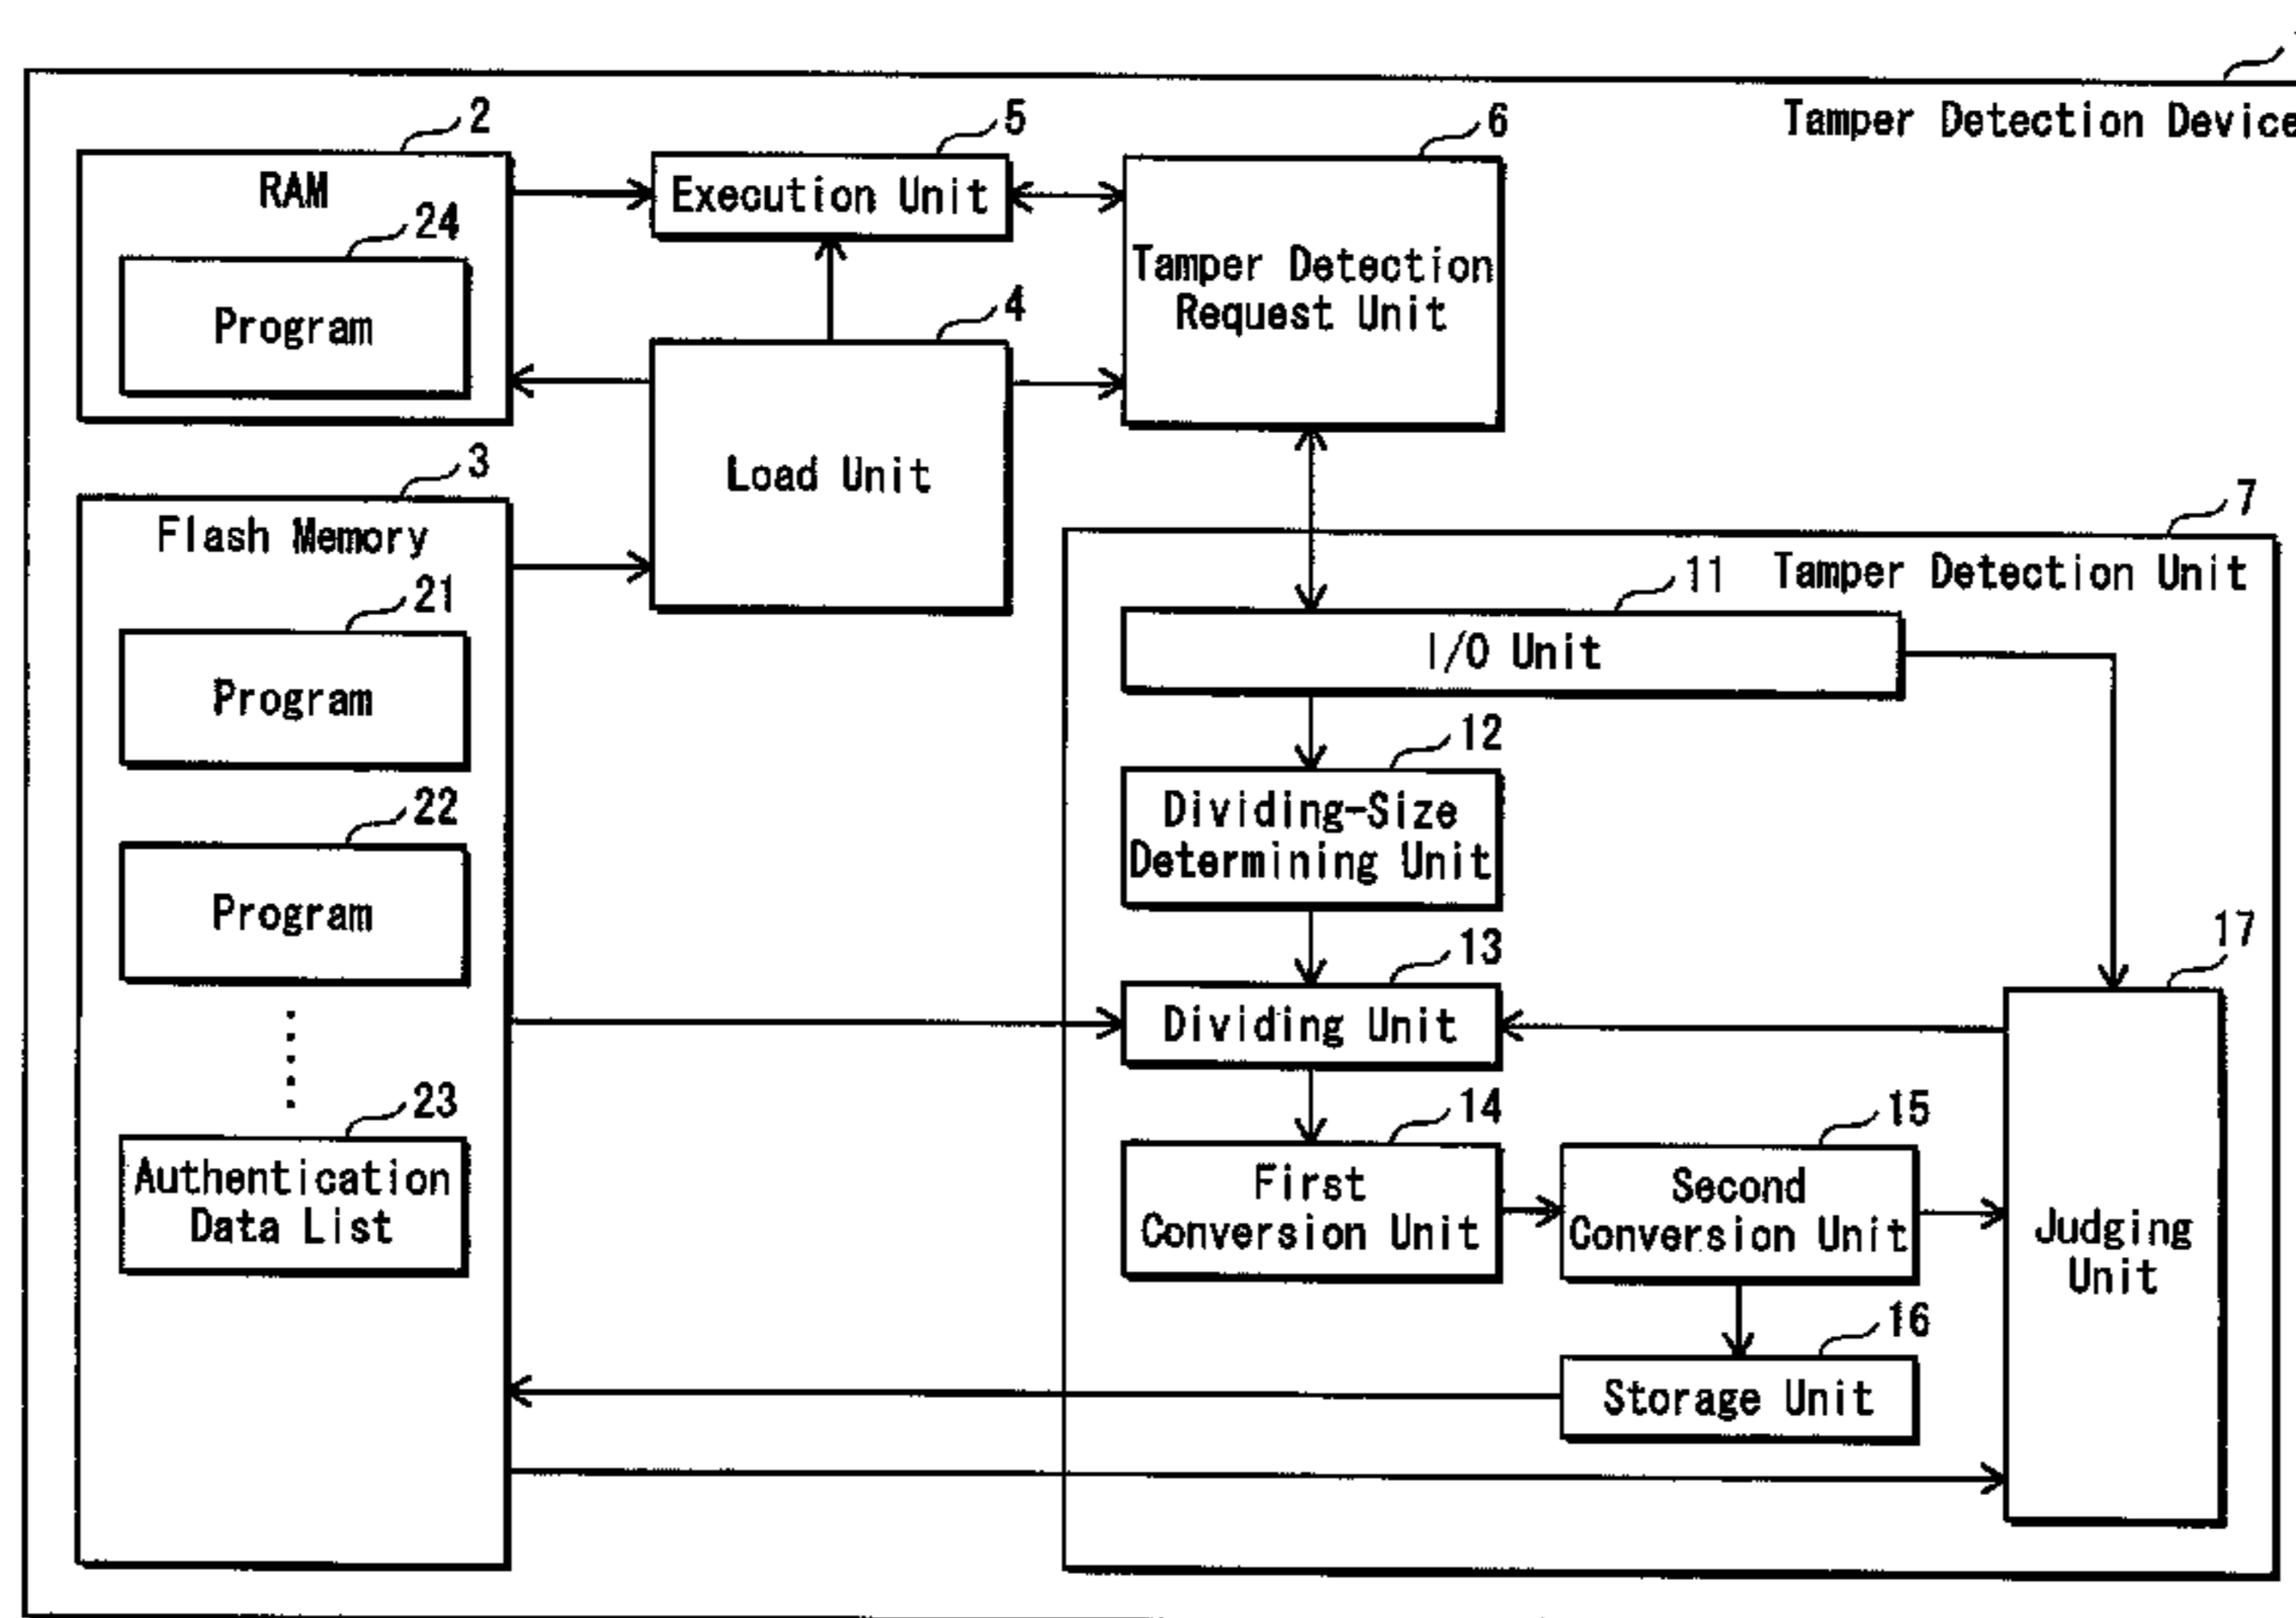 Tamper Detection Device
2
RAM
24
Program
5
Execution Unit
6
Tamper Detection
Request Unit
4
Load Unit
3
Flash Memory
21
Program
22
Program
23
Authentication
Data List
7
Tamper Detection Unit
11
I/O Unit
12
Dividing-Size
Determining Unit
13
Dividing Unit
14
First
Conversion Unit
15
Second
Conversion Unit
16
Storage Unit
17
Judging
Unit